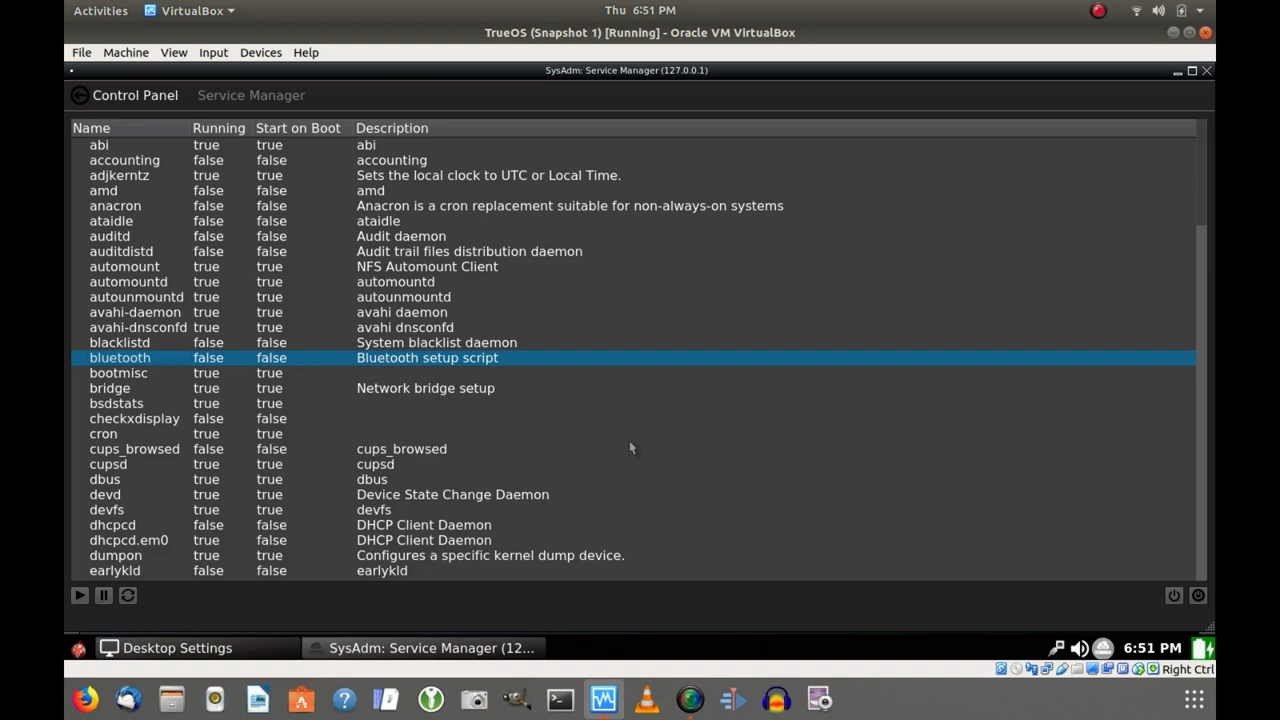 Activities VirtualBox Thu 6:51 PM
TrueOS (Snapshot 1) [Running] - Oracle VM VirtualBox
File Machine View Input Devices Help
SysAdm: Service Manager (127.0.0.1)
Control Panel Service Manager
Name Running Start on Boot Description
abi true true abi
accounting false false accounting
adjkerntz true true Sets the local clock to UTC or Local Time.
amd false false amd
anacron false false Anacron is a cron replacement suitable for non-always-on systems
ataidle false false ataidle
auditd false false Audit daemon
auditdistd false false Audit trail files distribution daemon
automount true true NFS Automount Client
automountd true true automountd
autounmountd true true autounmountd
avahi-daemon true true avahi daemon
avahi-dnsconfd true true avahi dnsconfd
blacklistd false false System blacklist daemon
bluetooth false false Bluetooth setup script
bootmisc true true
bridge true true Network bridge setup
bsdstats true true
checkxdisplay false false
cron true true
cups_browsed false false cups_browsed
cupsd true true cupsd
dbus true true dbus
devd true true Device State Change Daemon
devfs true true devfs
dhcpcd false false DHCP Client Daemon
dhcpcd.em0 true true DHCP Client Daemon
dumpon true true Configures a specific kernel dump device.
earlykld false false earlykld
Desktop Settings SysAdm: Service Manager (12... 6:51 PM
Right Ctrl